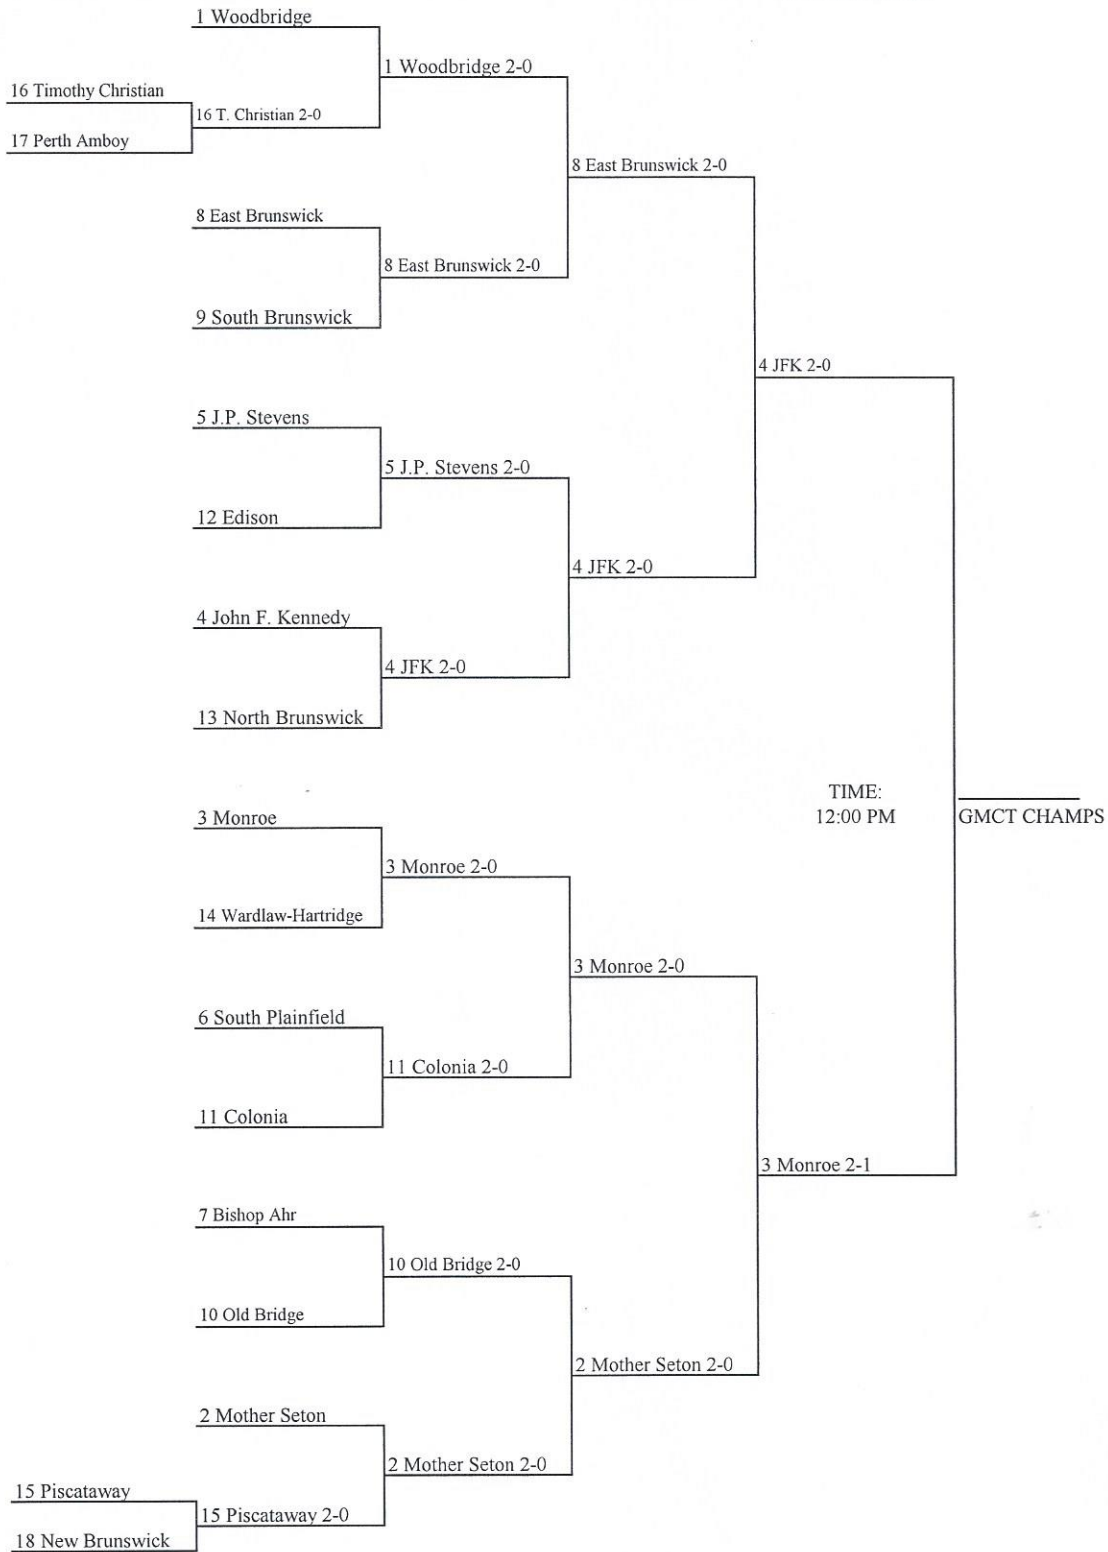 1 Woodbridge
1 Woodbridge 2-0
16 Timothy Christian
16 T. Christian 2-0
17 Perth Amboy
8 East Brunswick 2-0
8 East Brunswick
8 East Brunswick 2-0
9 South Brunswick
4 JFK 2-0
5 J.P. Stevens
5 J.P. Stevens 2-0
12 Edison
4 JFK 2-0
4 John F. Kennedy
4 JFK 2-0
13 North Brunswick
TIME:
12:00 PM
GMCT CHAMPS
3 Monroe
3 Monroe 2-0
14 Wardlaw-Hartridge
3 Monroe 2-0
6 South Plainfield
11 Colonia 2-0
11 Colonia
3 Monroe 2-1
7 Bishop Ahr
10 Old Bridge 2-0
10 Old Bridge
2 Mother Seton 2-0
2 Mother Seton
2 Mother Seton 2-0
15 Piscataway
15 Piscataway 2-0
18 New Brunswick